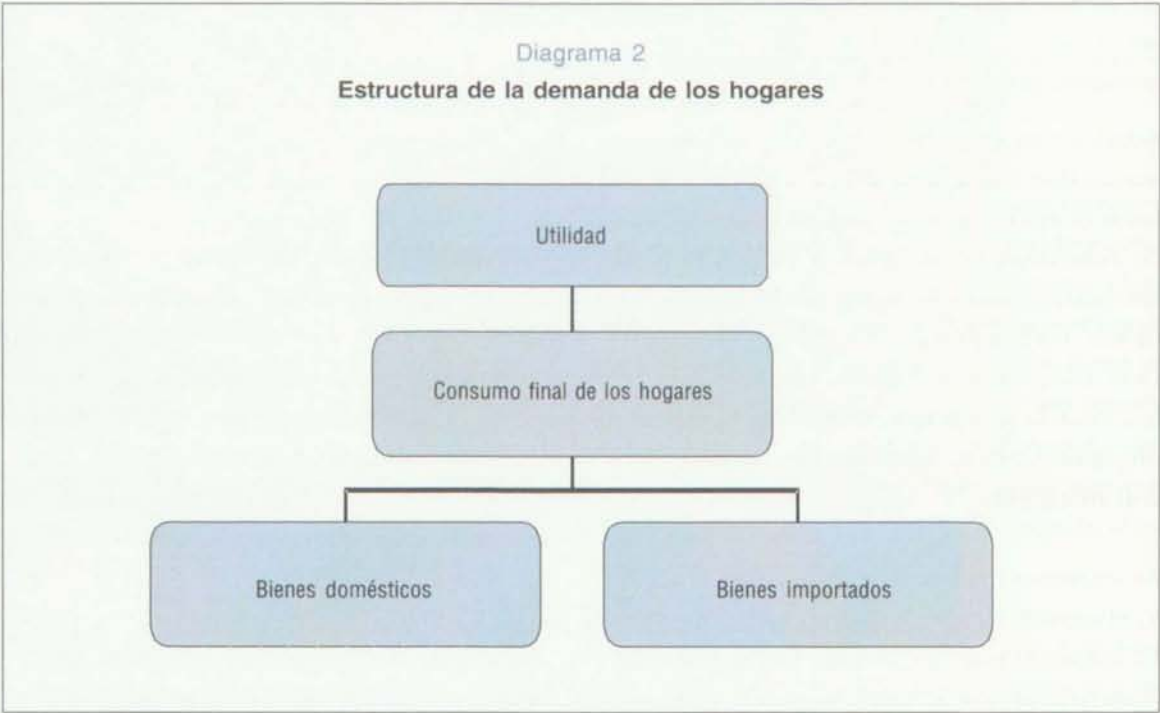 Diagrama 2
Estructura de la demanda de los hogares
Utilidad
Consumo final de los hogares
Bienes domésticos
Bienes importados